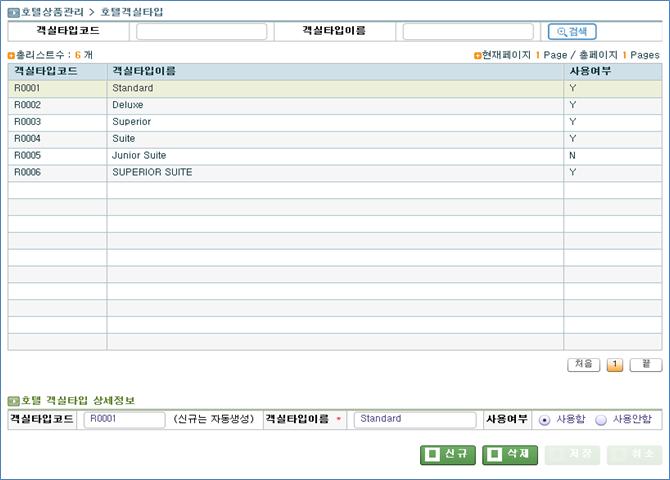 호텔상품관리 > 호텔객실타입
객실타입코드 객실타입이름 검색
총리스트수 : 6 개 현재페이지 1 Page / 총페이지 1 Pages
객실타입코드 객실타입이름 사용여부
R0001 Standard Y
R0002 Deluxe Y
R0003 Superior Y
R0004 Suite Y
R0005 Junior Suite N
R0006 SUPERIOR SUITE Y
처음 1 끝
호텔 객실타입 상세정보
객실타입코드 R0001 (신규는 자동생성) 객실타입이름 * Standard 사용여부 사용함 사용안함
신규 삭제 저장 취소